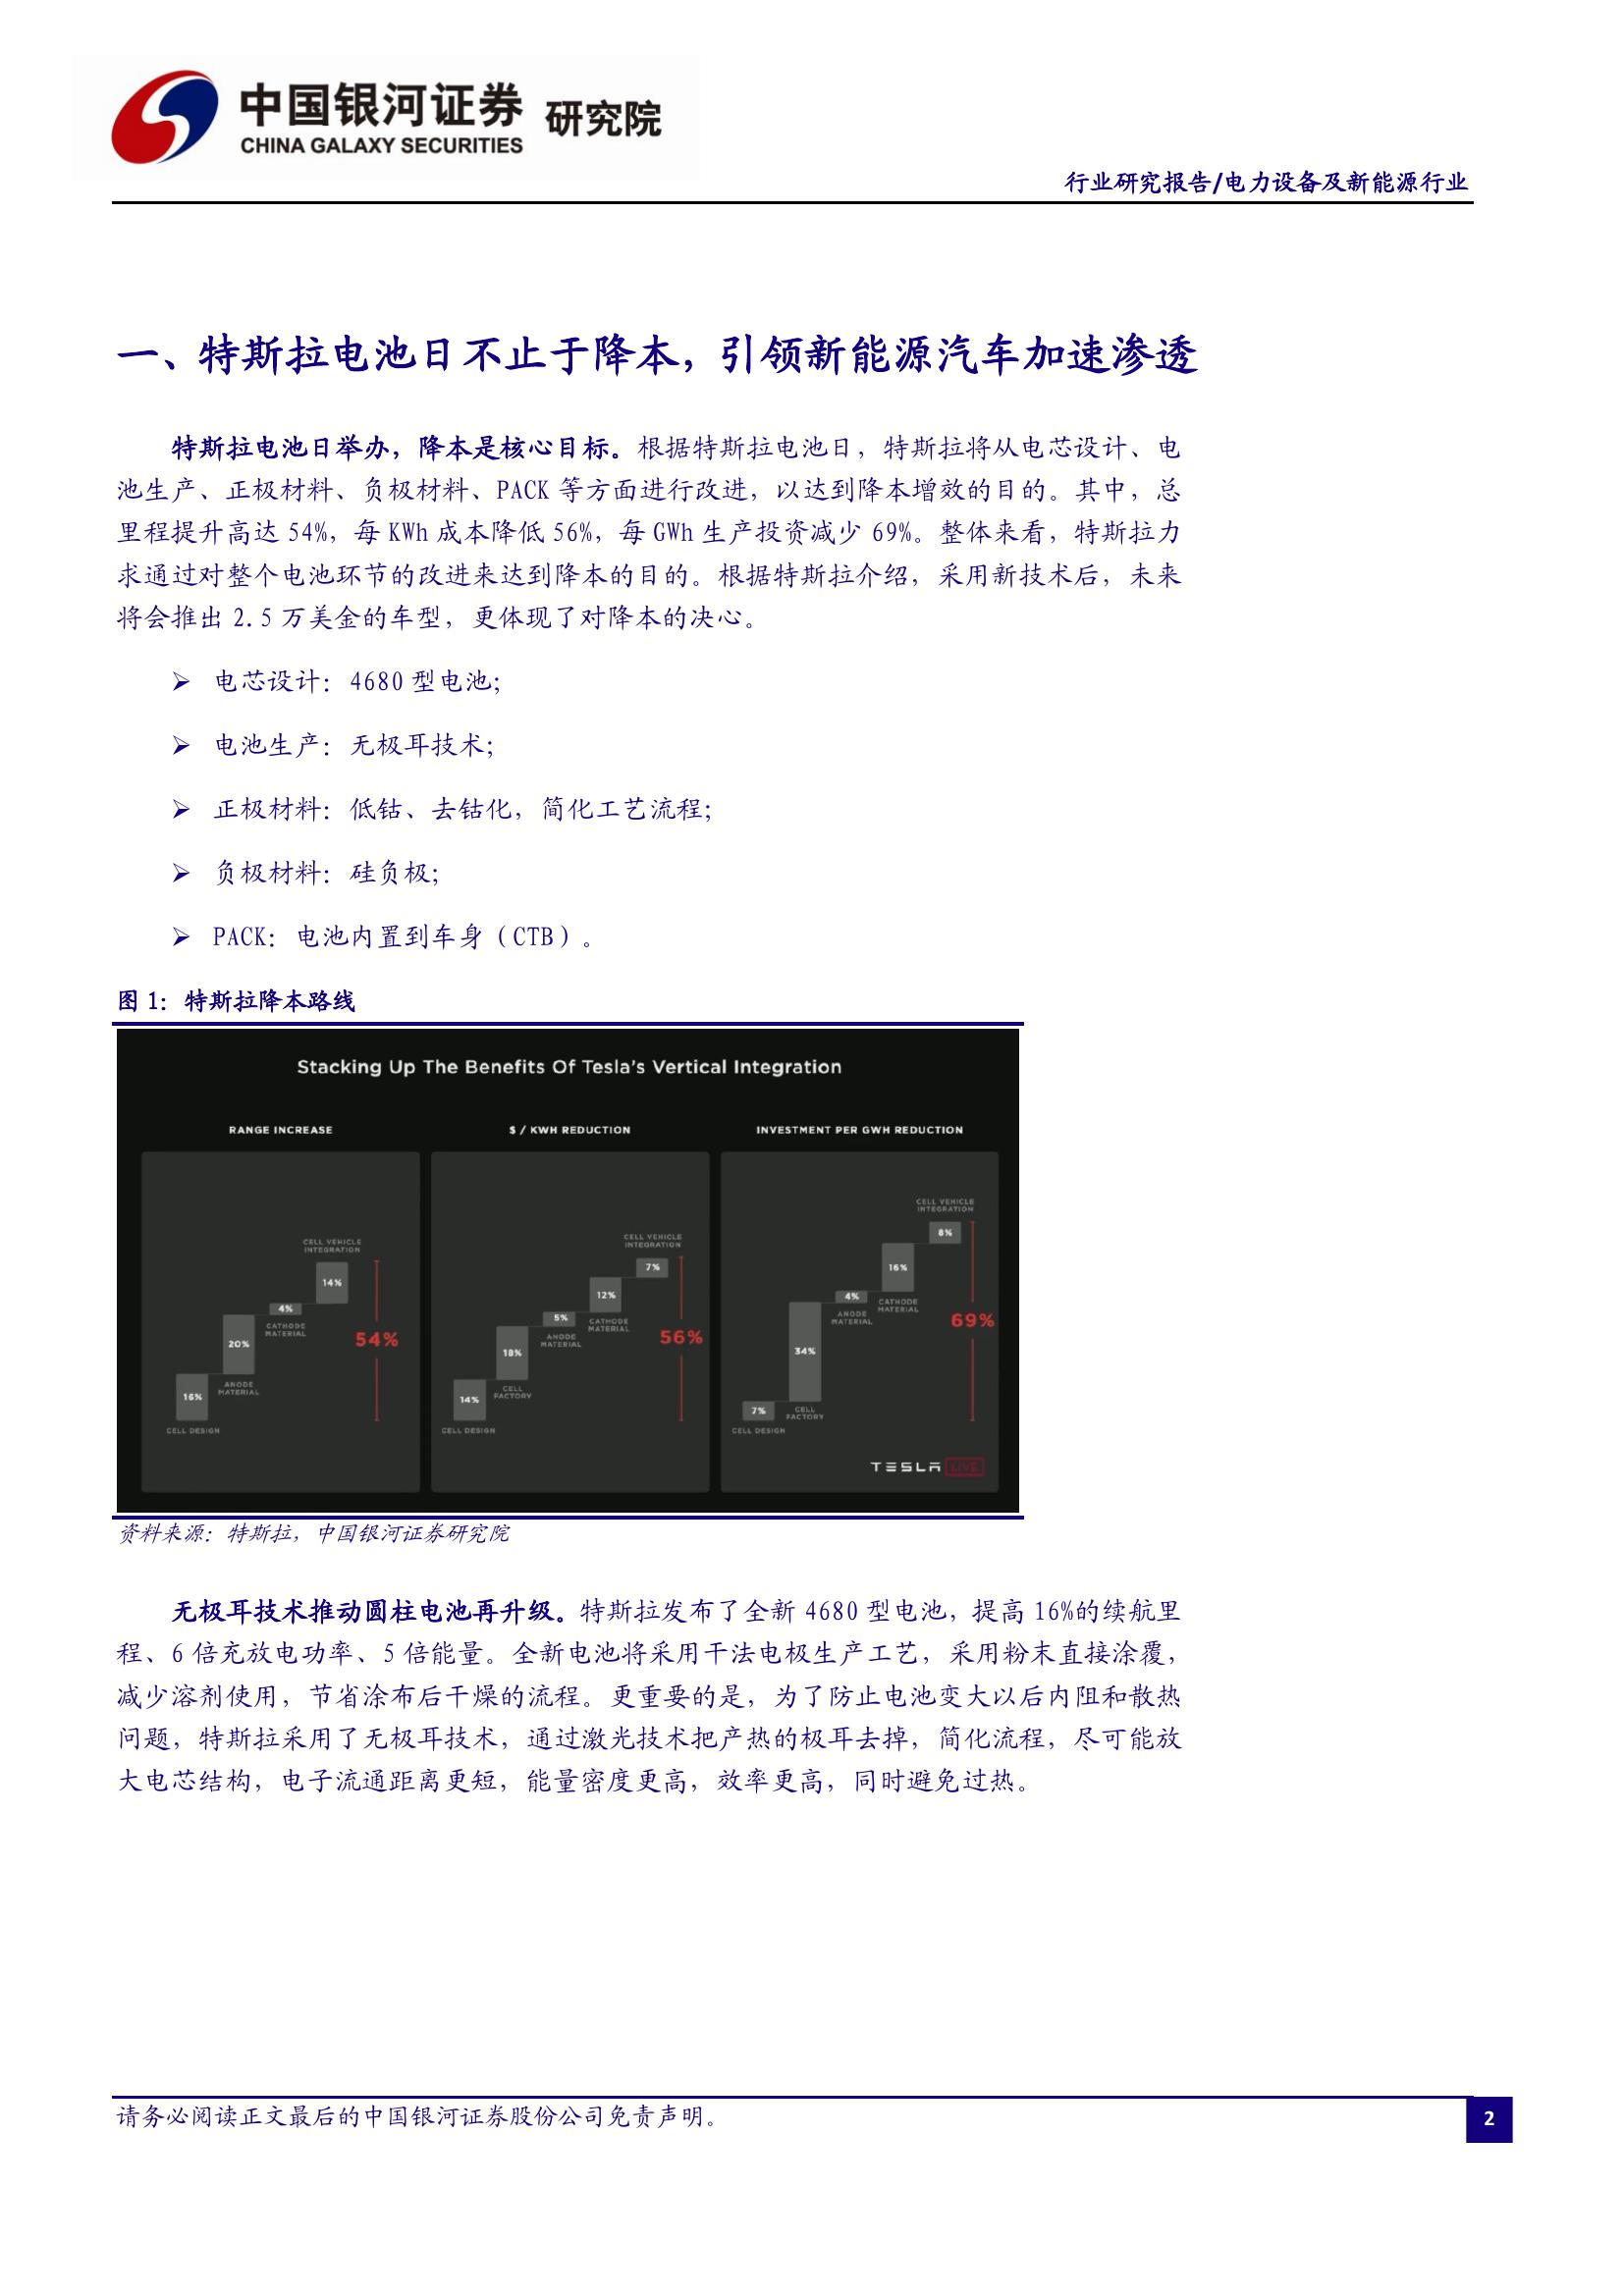 中国银河证券 研究院
CHINA GALAXY SECURITIES
行业研究报告/电力设备及新能源行业
一、特斯拉电池日不止于降本，引领新能源汽车加速渗透
特斯拉电池日举办，降本是核心目标。根据特斯拉电池日，特斯拉将从电芯设计、电
池生产、正极材料、负极材料、PACK 等方面进行改进，以达到降本增效的目的。其中，总
里程提升高达 54%，每 KWh 成本降低 56%，每 GWh 生产投资减少 69%。整体来看，特斯拉力
求通过对整个电池环节的改进来达到降本的目的。根据特斯拉介绍，采用新技术后，未来
将会推出 2.5 万美金的车型，更体现了对降本的决心。
➢ 电芯设计：4680 型电池；
➢ 电池生产：无极耳技术；
➢ 正极材料：低钴、去钴化，简化工艺流程；
➢ 负极材料：硅负极；
➢ PACK：电池内置到车身（CTB）。
图 1：特斯拉降本路线
Stacking Up The Benefits Of Tesla's Vertical Integration
RANGE INCREASE
CELL VEHICLE
INTEGRATION
14%
4%
CATHODE
MATERIAL
20%
ANODE
MATERIAL
16%
CELL DESIGN
54%
$ / KWH REDUCTION
CELL VEHICLE
INTEGRATION
7%
12%
CATHODE
MATERIAL
5%
ANODE
MATERIAL
18%
CELL
FACTORY
14%
CELL DESIGN
56%
INVESTMENT PER GWH REDUCTION
CELL VEHICLE
INTEGRATION
8%
16%
CATHODE
MATERIAL
4%
ANODE
MATERIAL
34%
CELL
FACTORY
7%
CELL DESIGN
69%
TESLA LIVE
资料来源：特斯拉，中国银河证券研究院
无极耳技术推动圆柱电池再升级。特斯拉发布了全新 4680 型电池，提高 16%的续航里
程、6 倍充放电功率、5 倍能量。全新电池将采用干法电极生产工艺，采用粉末直接涂覆，
减少溶剂使用，节省涂布后干燥的流程。更重要的是，为了防止电池变大以后内阻和散热
问题，特斯拉采用了无极耳技术，通过激光技术把产热的极耳去掉，简化流程，尽可能放
大电芯结构，电子流通距离更短，能量密度更高，效率更高，同时避免过热。
请务必阅读正文最后的中国银河证券股份公司免责声明。
2